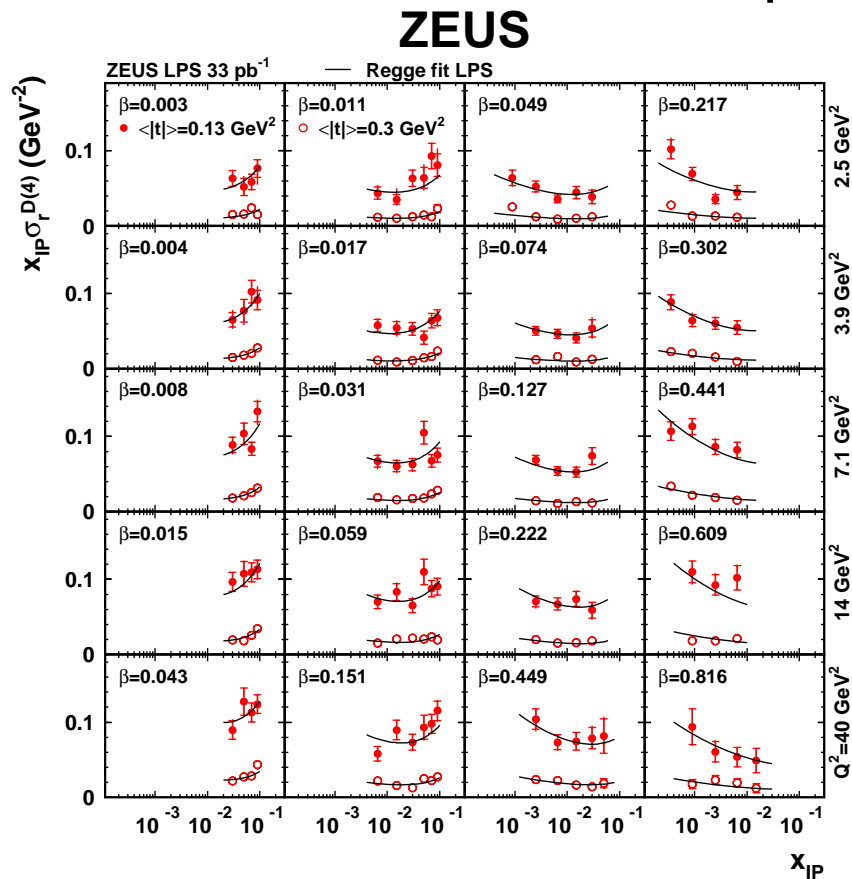 ZEUS
ZEUS LPS 33 pb⁻¹ — Regge fit LPS
x_IP σ_r^D(4) (GeV⁻²)
β=0.003 β=0.011 β=0.049 β=0.217
<|t|>=0.13 GeV² <|t|>=0.3 GeV²
0.1
0
2.5 GeV²
β=0.004 β=0.017 β=0.074 β=0.302
0.1
0
3.9 GeV²
β=0.008 β=0.031 β=0.127 β=0.441
0.1
0
7.1 GeV²
β=0.015 β=0.059 β=0.222 β=0.609
0.1
0
14 GeV²
β=0.043 β=0.151 β=0.449 β=0.816
0.1
0
Q²=40 GeV²
10⁻³ 10⁻² 10⁻¹ 10⁻³ 10⁻² 10⁻¹ 10⁻³ 10⁻² 10⁻¹ 10⁻³ 10⁻² 10⁻¹
x_IP